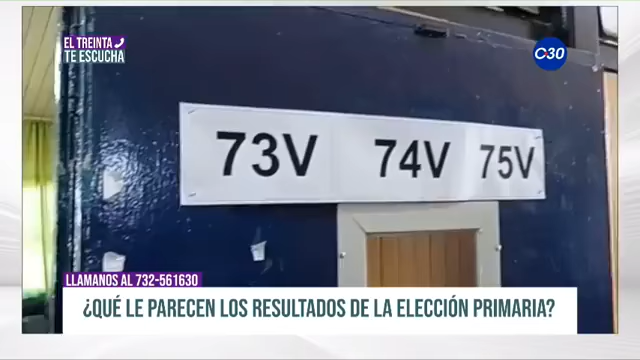 EL TREINTA
TE ESCUCHA
C30
73V 74V 75V
LLAMANOS AL 732-561630
¿QUÉ LE PARECEN LOS RESULTADOS DE LA ELECCIÓN PRIMARIA?